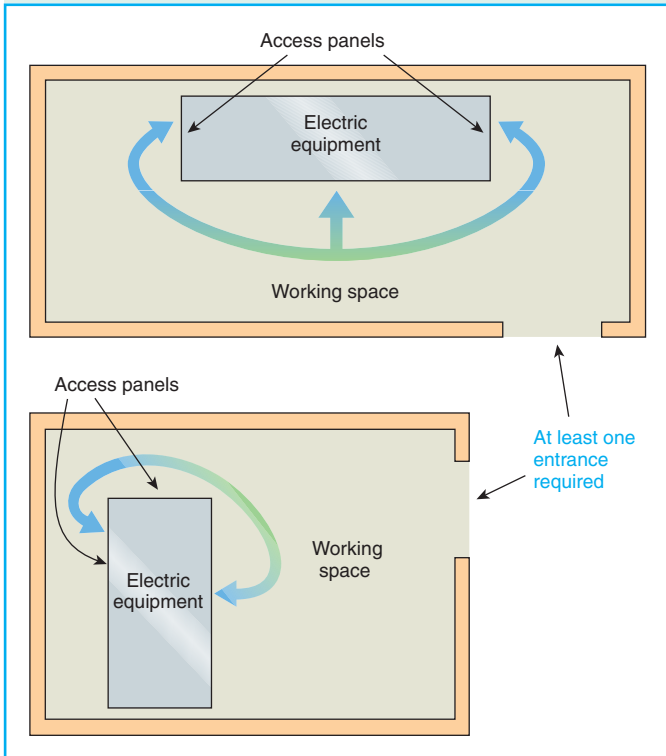 Access panels
Electric
equipment
Working space
Access panels
At least one
entrance
required
Working
space
Electric
equipment